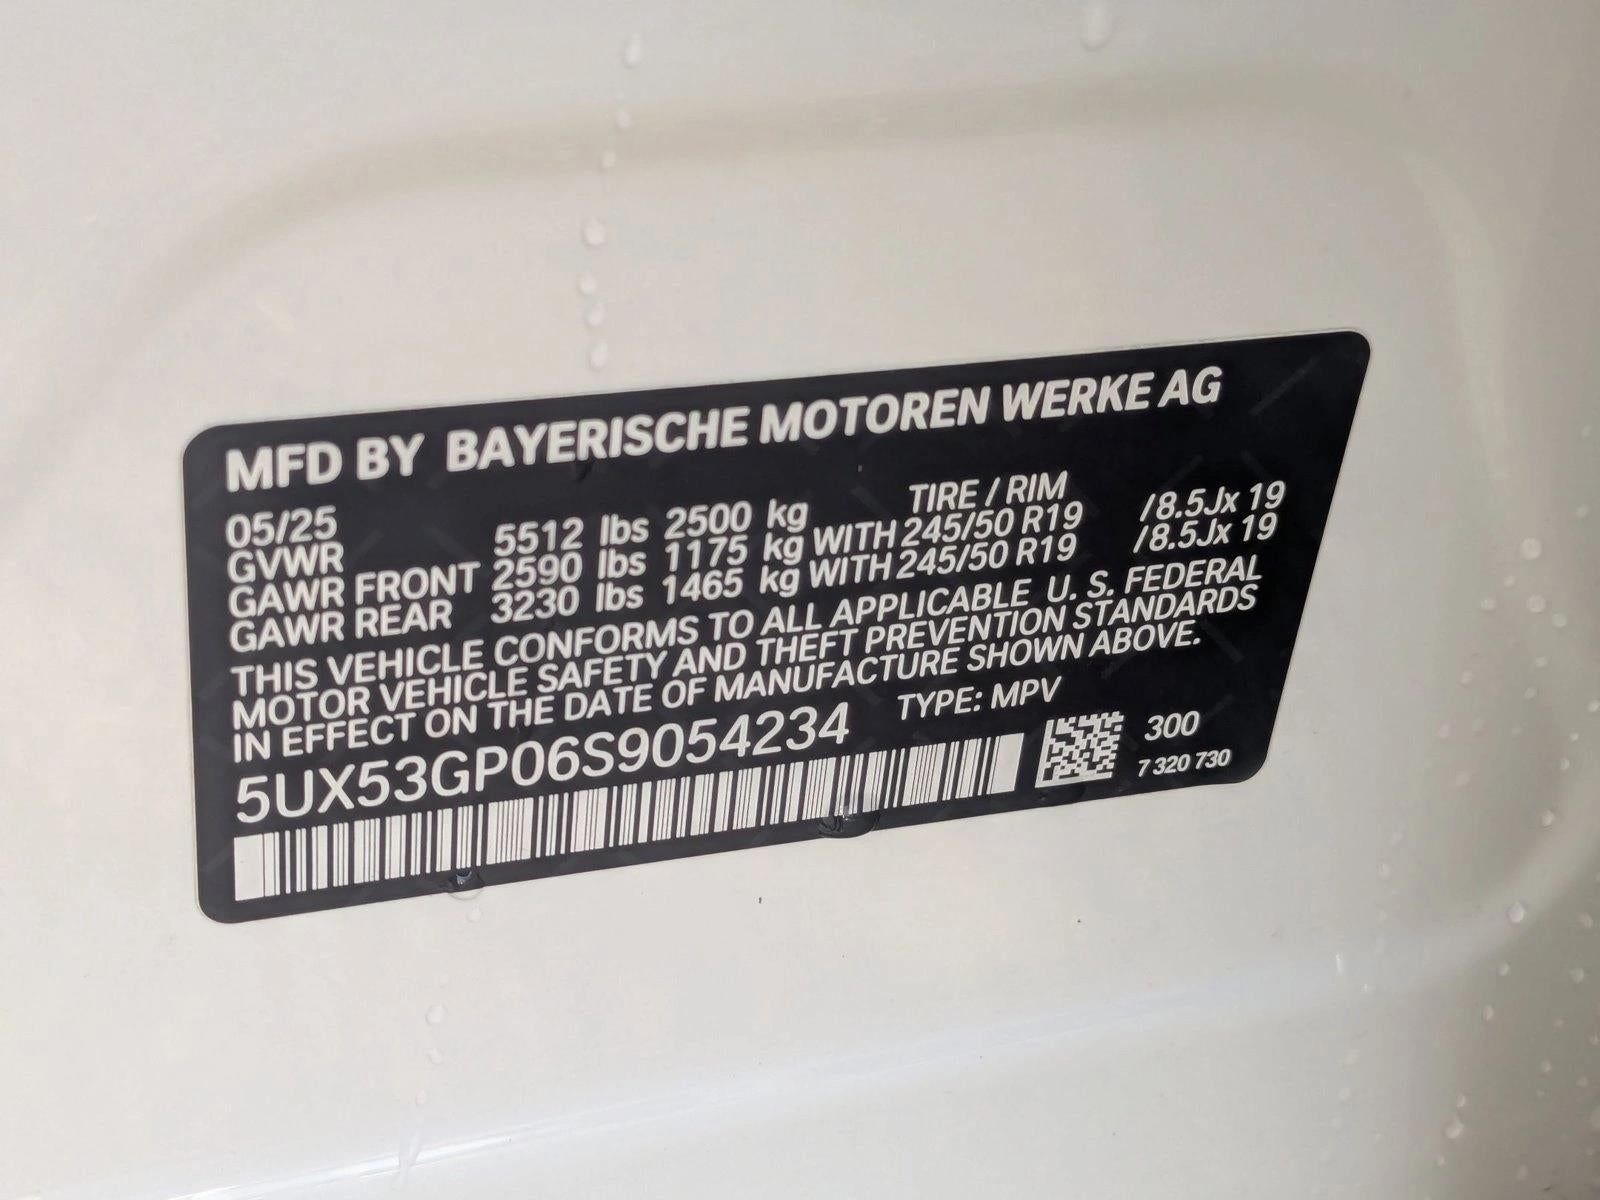 MFD BY BAYERISCHE MOTOREN WERKE AG
05/25 TIRE / RIM
GVWR 5512 lbs 2500 kg
GAWR FRONT 2590 lbs 1175 kg WITH 245/50 R19 /8.5Jx 19
GAWR REAR 3230 lbs 1465 kg WITH 245/50 R19 /8.5Jx 19
THIS VEHICLE CONFORMS TO ALL APPLICABLE U. S. FEDERAL
MOTOR VEHICLE SAFETY AND THEFT PREVENTION STANDARDS
IN EFFECT ON THE DATE OF MANUFACTURE SHOWN ABOVE.
5UX53GP06S9054234 TYPE: MPV
300
7 320 730